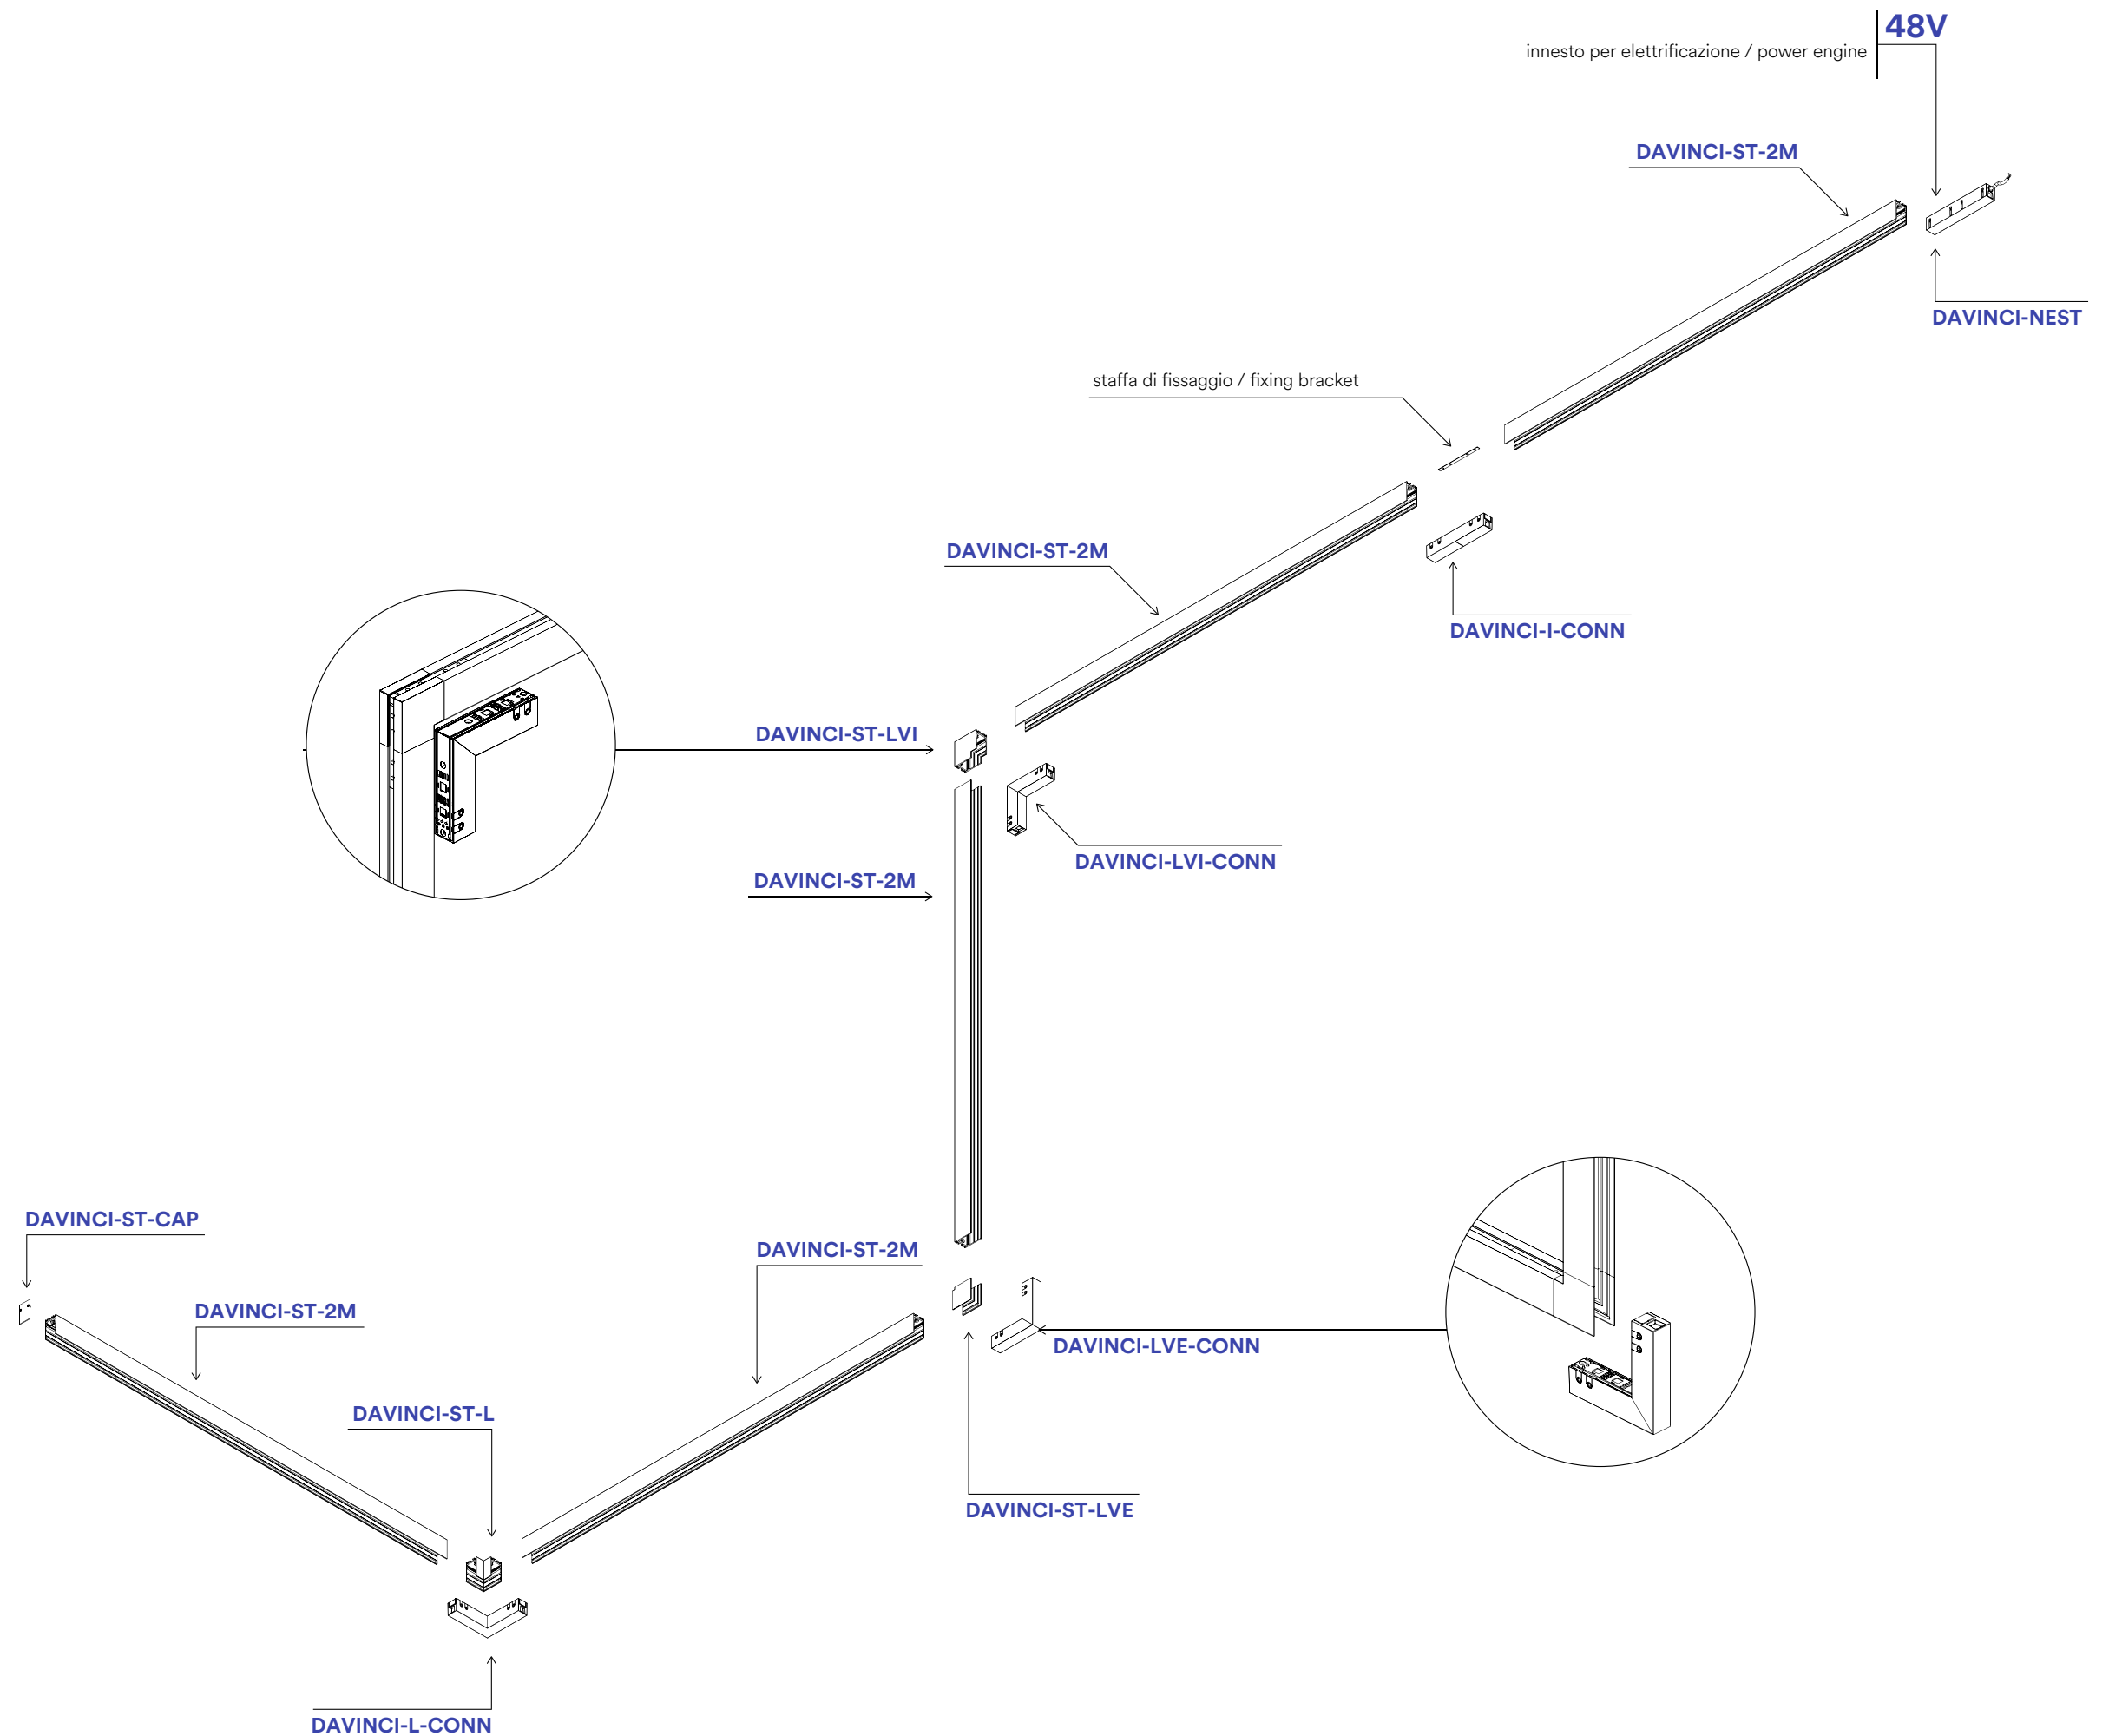 48V
innesto per elettrificazione / power engine
DAVINCI-ST-2M
DAVINCI-NEST
staffa di fissaggio / fixing bracket
DAVINCI-ST-2M
DAVINCI-I-CONN
DAVINCI-ST-LVI
DAVINCI-LVI-CONN
DAVINCI-ST-2M
DAVINCI-ST-CAP
DAVINCI-ST-2M
DAVINCI-ST-2M
DAVINCI-LVE-CONN
DAVINCI-ST-L
DAVINCI-ST-LVE
DAVINCI-L-CONN